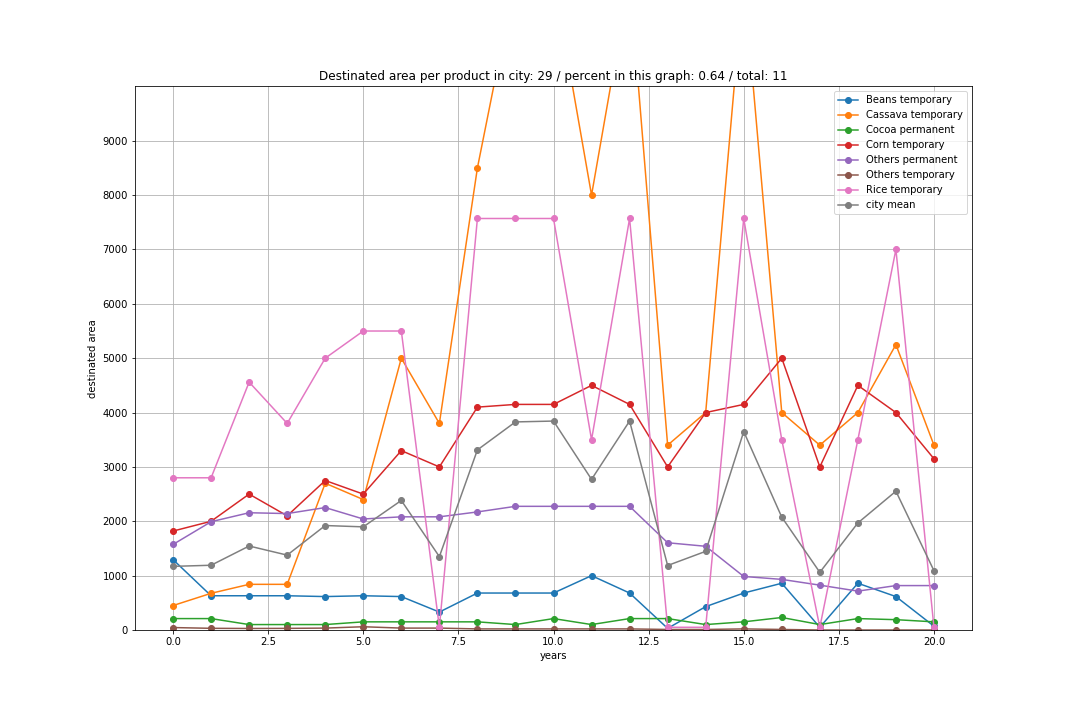 Destinated area per product in city: 29 / percent in this graph: 0.64 / total: 11
Beans temporary
Cassava temporary
Cocoa permanent
Corn temporary
Others permanent
Others temporary
Rice temporary
city mean
destinated area
9000
8000
7000
6000
5000
4000
3000
2000
1000
0
0.0 2.5 5.0 7.5 10.0 12.5 15.0 17.5 20.0
years